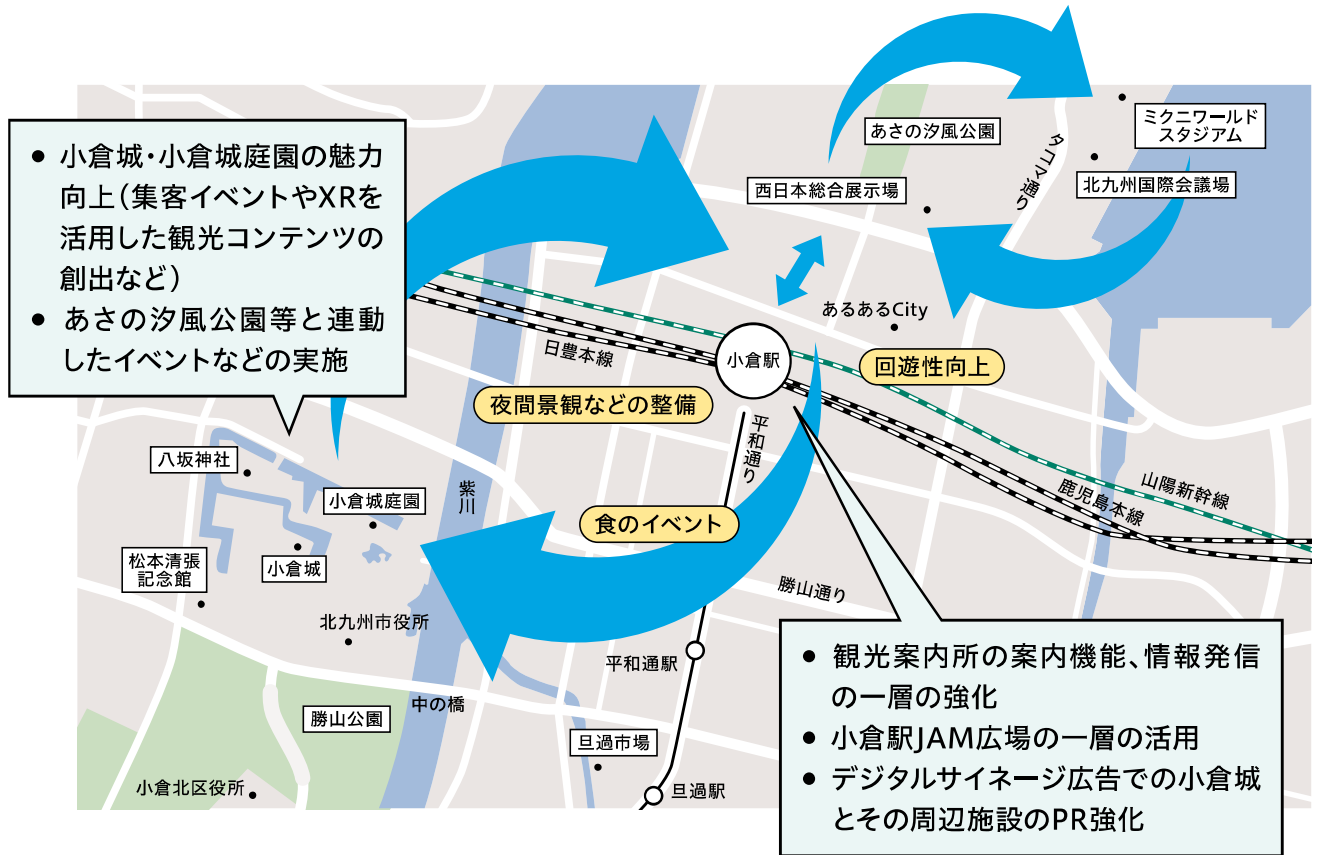 • 小倉城・小倉城庭園の魅力
向上（集客イベントやXRを
活用した観光コンテンツの
創出など）
• あさの汐風公園等と連動
したイベントなどの実施
あさの汐風公園
ミクニワールド
スタジアム
タコマ通り
西日本総合展示場
北九州国際会議場
あるあるCity
日豊本線
小倉駅
回遊性向上
夜間景観などの整備
平和通り
八坂神社
紫川
小倉城庭園
食のイベント
山陽新幹線
鹿児島本線
松本清張
記念館
小倉城
勝山通り
北九州市役所
平和通駅
中の橋
勝山公園
旦過市場
小倉北区役所
旦過駅
• 観光案内所の案内機能、情報発信
の一層の強化
• 小倉駅JAM広場の一層の活用
• デジタルサイネージ広告での小倉城
とその周辺施設のPR強化